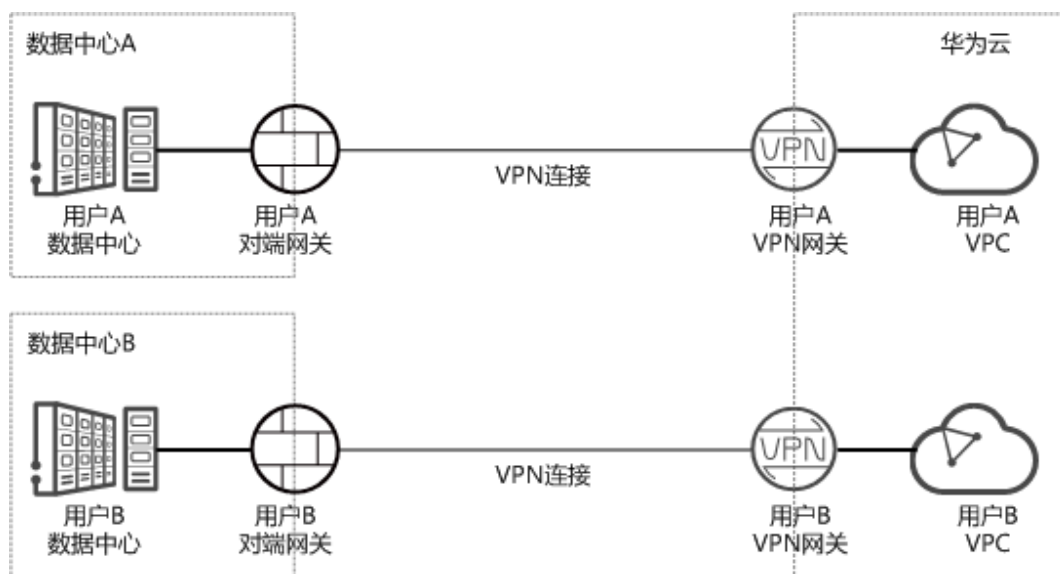 数据中心A
华为云
VPN
VPN连接
用户A
数据中心
用户A
对端网关
用户A
VPN网关
用户A
VPC
数据中心B
VPN
VPN连接
用户B
数据中心
用户B
对端网关
用户B
VPN网关
用户B
VPC